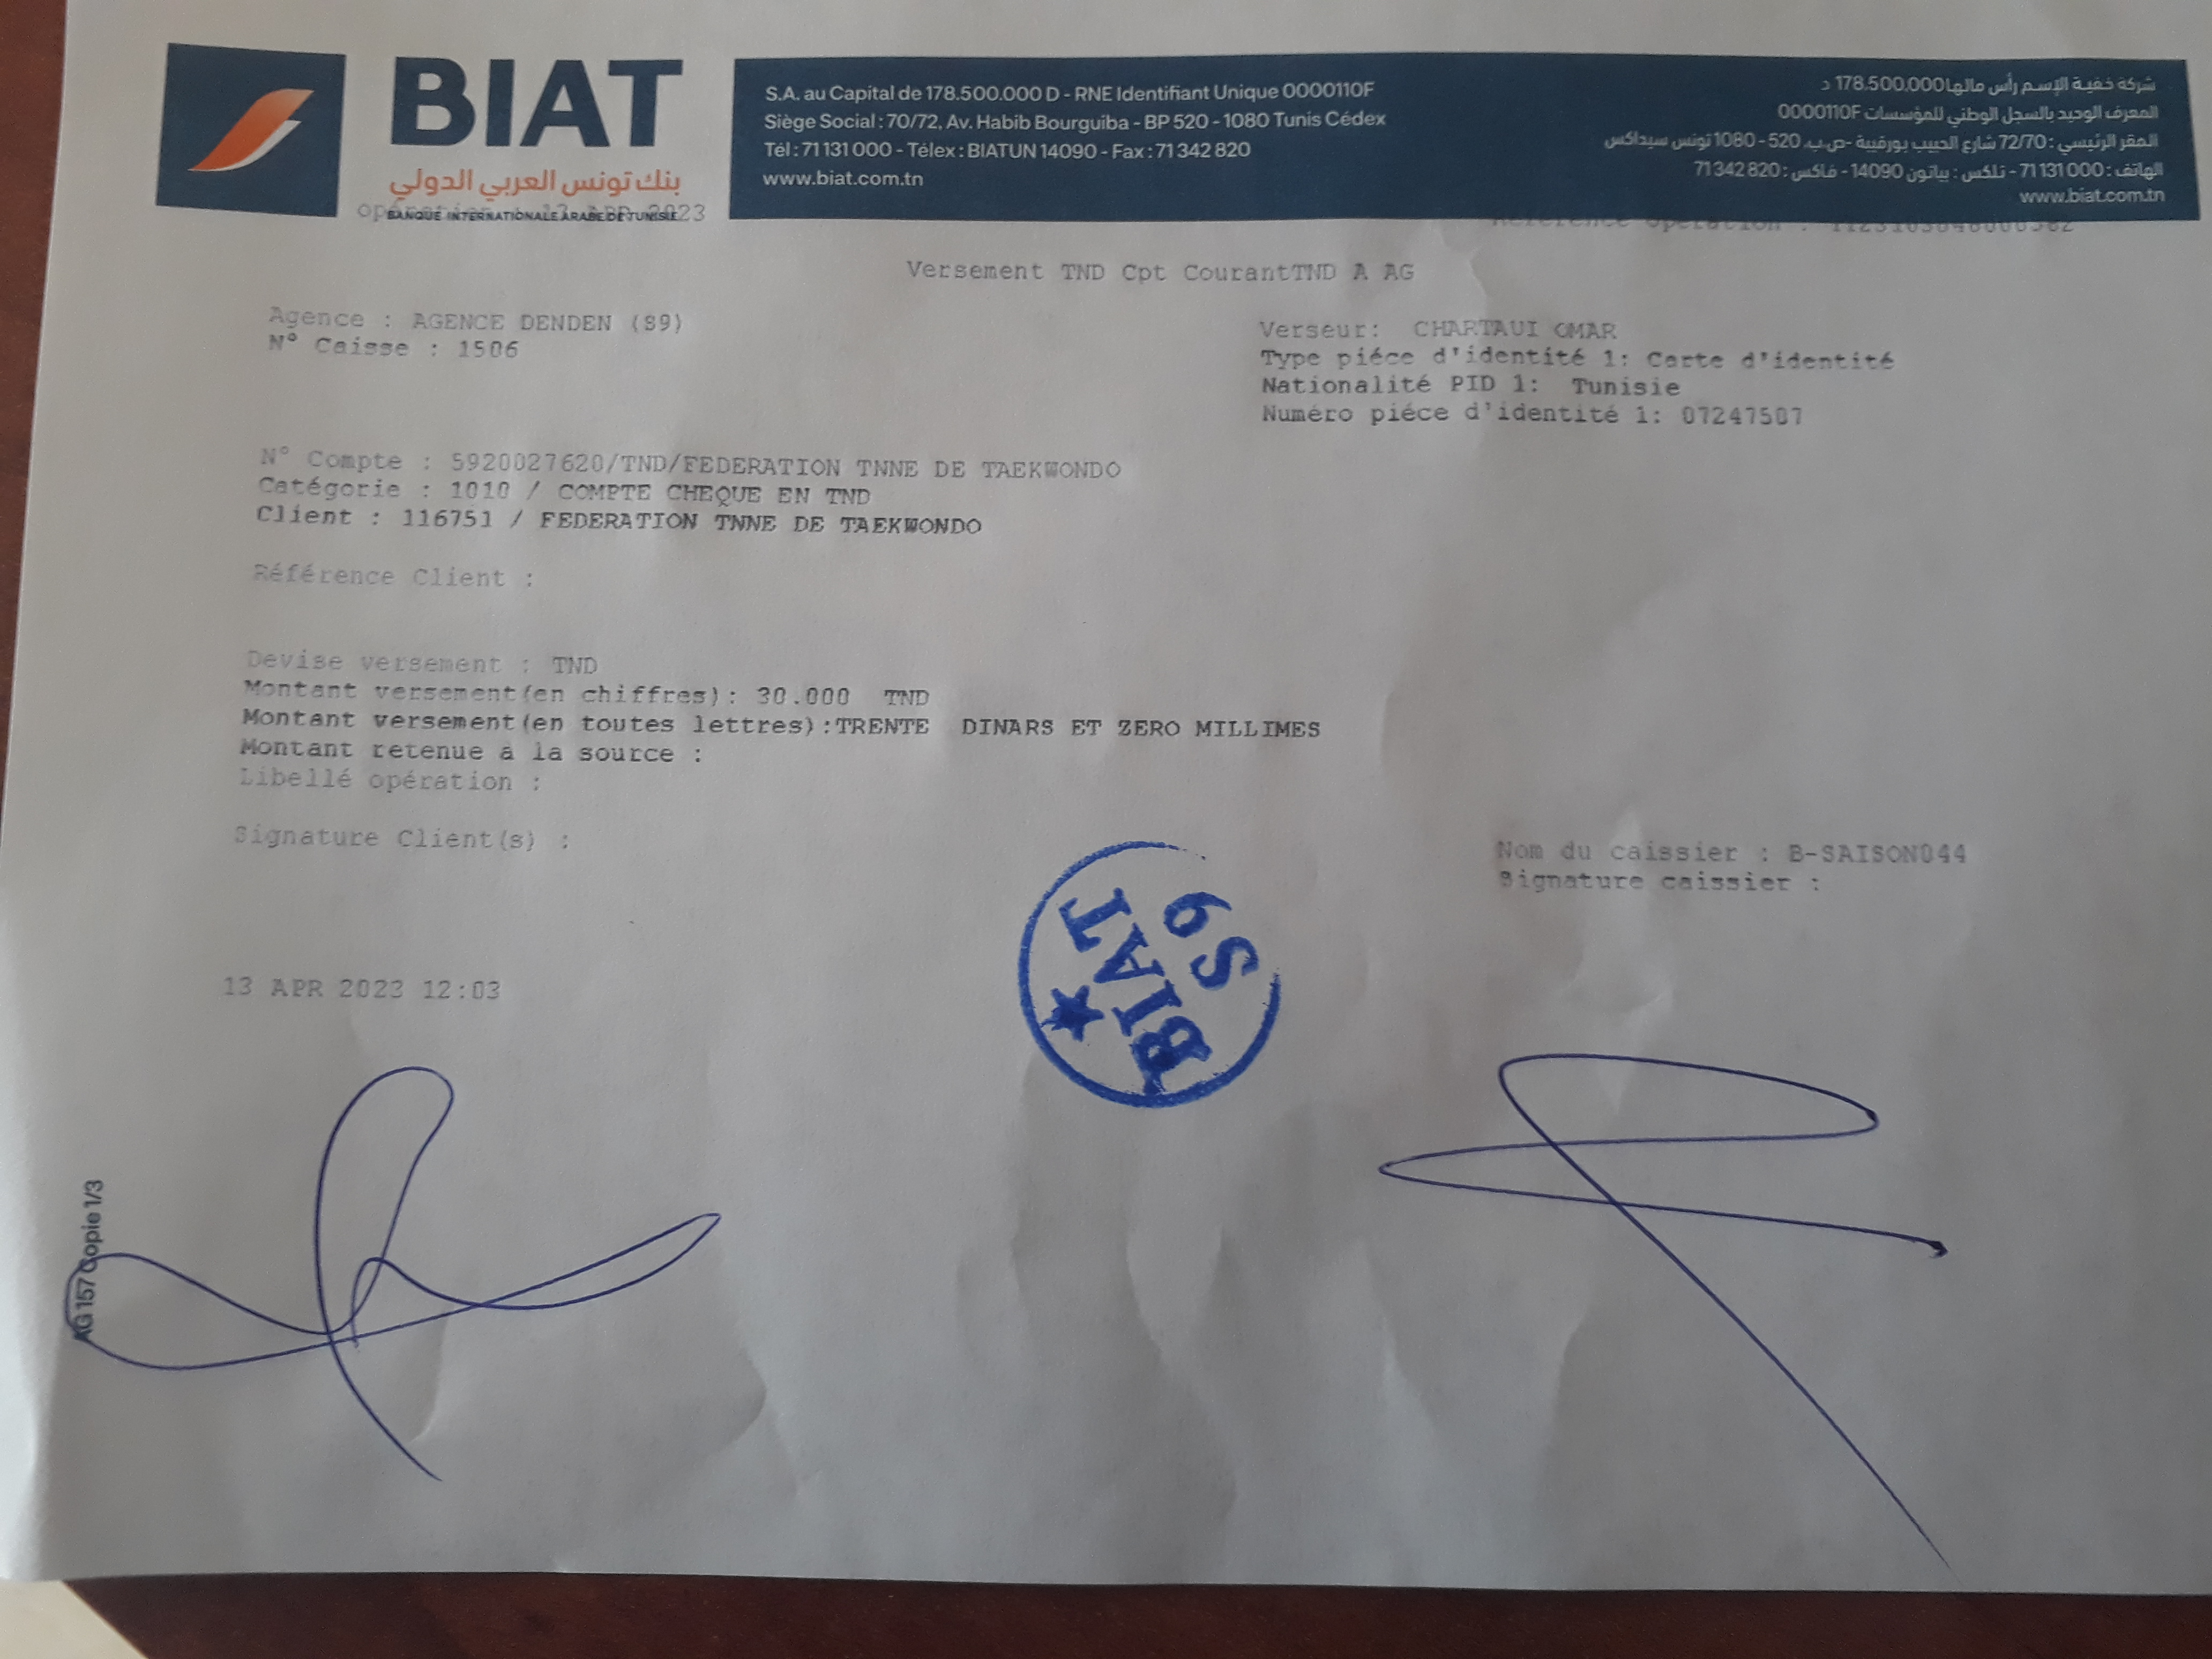 BIAT
بنك تونس العربي الدولي
BANQUE INTERNATIONALE ARABE DE TUNISIE
S.A. au Capital de 178.500.000 D - RNE Identifiant Unique 0000110F
Siège Social : 70/72, Av. Habib Bourguiba - BP 520 - 1080 Tunis Cédex
Tél : 71 131 000 - Télex : BIATUN 14090 - Fax : 71 342 820
www.biat.com.tn
شركة خفية الإسم رأس مالها 178.500.000 د
المعرف الوحيد بالسجل الوطني للمؤسسات 0000110F
المقر الرئيسي : 72/70 شارع الحبيب بورقيبة -ص.ب. 520 - 1080 تونس سيداكس
الهاتف : 71 131 000 - تلكس : بياتون 14090 - فاكس : 71 342 820
www.biat.com.tn
2023
Versement TND Cpt CourantTND A AG
Agence : AGENCE DENDEN (S9)
N° Caisse : 1506
Verseur: CHARTAUI OMAR
Type piéce d'identité 1: Carte d'identité
Nationalité PID 1: Tunisie
Numéro piéce d'identité 1: 07247507
N° Compte : 5920027620/TND/FEDERATION TNNE DE TAEKWONDO
Catégorie : 1010 / COMPTE CHEQUE EN TND
Client : 116751 / FEDERATION TNNE DE TAEKWONDO
Référence Client :
Devise versement : TND
Montant versement(en chiffres): 30.000 TND
Montant versement(en toutes lettres):TRENTE DINARS ET ZERO MILLIMES
Montant retenue à la source :
Libellé opération :
Signature Client(s) :
Nom du caissier : B-SAISON044
Signature caissier :
BIAT
S9
13 APR 2023 12:03
AG 157 Copie 1/3